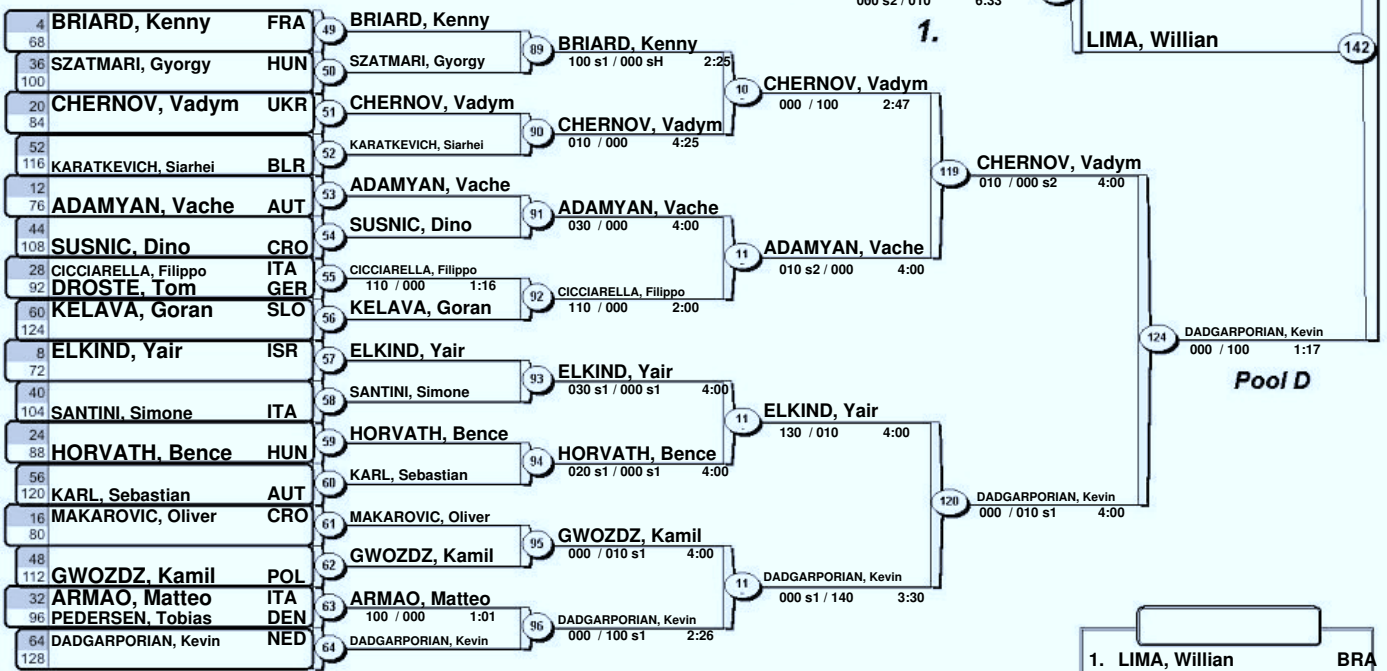 4 BRIARD, Kenny FRA
68
36 SZATMARI, Gyorgy HUN
100
20 CHERNOV, Vadym UKR
84
52
116 KARATKEVICH, Siarhei BLR
12
76 ADAMYAN, Vache AUT
44
108 SUSNIC, Dino CRO
28 CICCIARELLA, Filippo ITA
92 DROSTE, Tom GER
60 KELAVA, Goran SLO
124
8 ELKIND, Yair ISR
72
40
104 SANTINI, Simone ITA
24
88 HORVATH, Bence HUN
56
120 KARL, Sebastian AUT
16 MAKAROVIC, Oliver CRO
80
48
112 GWOZDZ, Kamil POL
32 ARMAO, Matteo ITA
96 PEDERSEN, Tobias DEN
64 DADGARPORIAN, Kevin NED
128
49 BRIARD, Kenny
50 SZATMARI, Gyorgy
51 CHERNOV, Vadym
52 KARATKEVICH, Siarhei
53 ADAMYAN, Vache
54 SUSNIC, Dino
55 CICCIARELLA, Filippo
110 / 000 1:16
56 KELAVA, Goran
57 ELKIND, Yair
58 SANTINI, Simone
59 HORVATH, Bence
60 KARL, Sebastian
61 MAKAROVIC, Oliver
62 GWOZDZ, Kamil
63 ARMAO, Matteo
100 / 000 1:01
64 DADGARPORIAN, Kevin
89 BRIARD, Kenny
100 s1 / 000 sH 2:25
90 CHERNOV, Vadym
010 / 000 4:25
91 ADAMYAN, Vache
030 / 000 4:00
92 CICCIARELLA, Filippo
110 / 000 2:00
93 ELKIND, Yair
030 s1 / 000 s1 4:00
94 HORVATH, Bence
020 s1 / 000 s1 4:00
95 GWOZDZ, Kamil
000 / 010 s1 4:00
96 DADGARPORIAN, Kevin
000 / 100 s1 2:26
10 CHERNOV, Vadym
000 / 100 2:47
11 ADAMYAN, Vache
010 s2 / 000 4:00
11 ELKIND, Yair
130 / 010 4:00
11 DADGARPORIAN, Kevin
000 s1 / 140 3:30
000 s2 / 010 6:33
1.
119 CHERNOV, Vadym
010 / 000 s2 4:00
120 DADGARPORIAN, Kevin
000 / 010 s1 4:00
LIMA, Willian
142
124 DADGARPORIAN, Kevin
000 / 100 1:17
Pool D
1. LIMA, Willian BRA